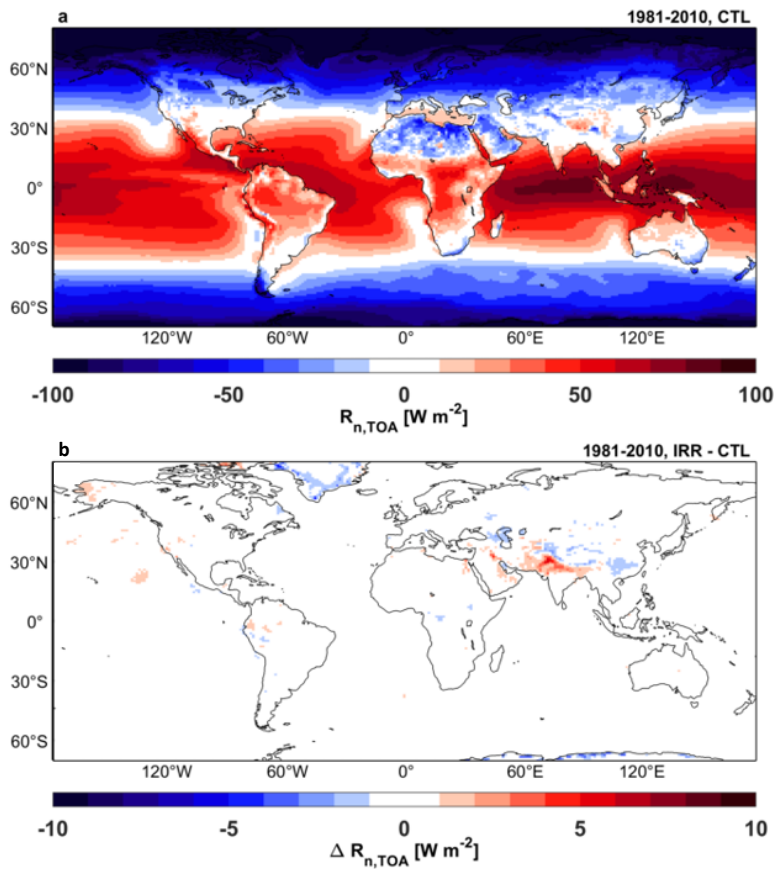 a
1981-2010, CTL
60°N
30°N
0°
30°S
60°S
120°W 60°W 0° 60°E 120°E
-100 -50 0 50 100
Rn,TOA [W m-2]
b
1981-2010, IRR - CTL
60°N
30°N
0°
30°S
60°S
120°W 60°W 0° 60°E 120°E
-10 -5 0 5 10
Δ Rn,TOA [W m-2]